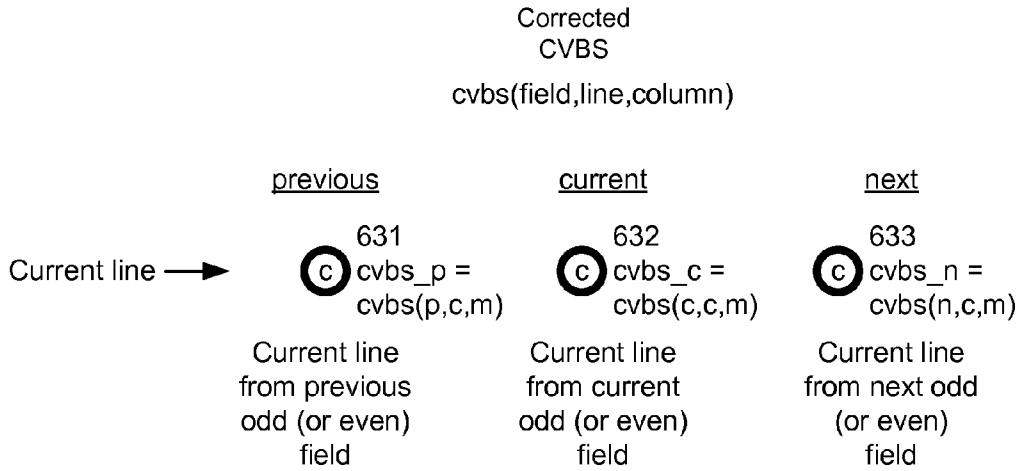 Corrected
CVBS
cvbs(field,line,column)
previous
current
next
Current line
c
631
cvbs_p =
cvbs(p,c,m)
c
632
cvbs_c =
cvbs(c,c,m)
c
633
cvbs_n =
cvbs(n,c,m)
Current line
from previous
odd (or even)
field
Current line
from current
odd (or even)
field
Current line
from next odd
(or even)
field